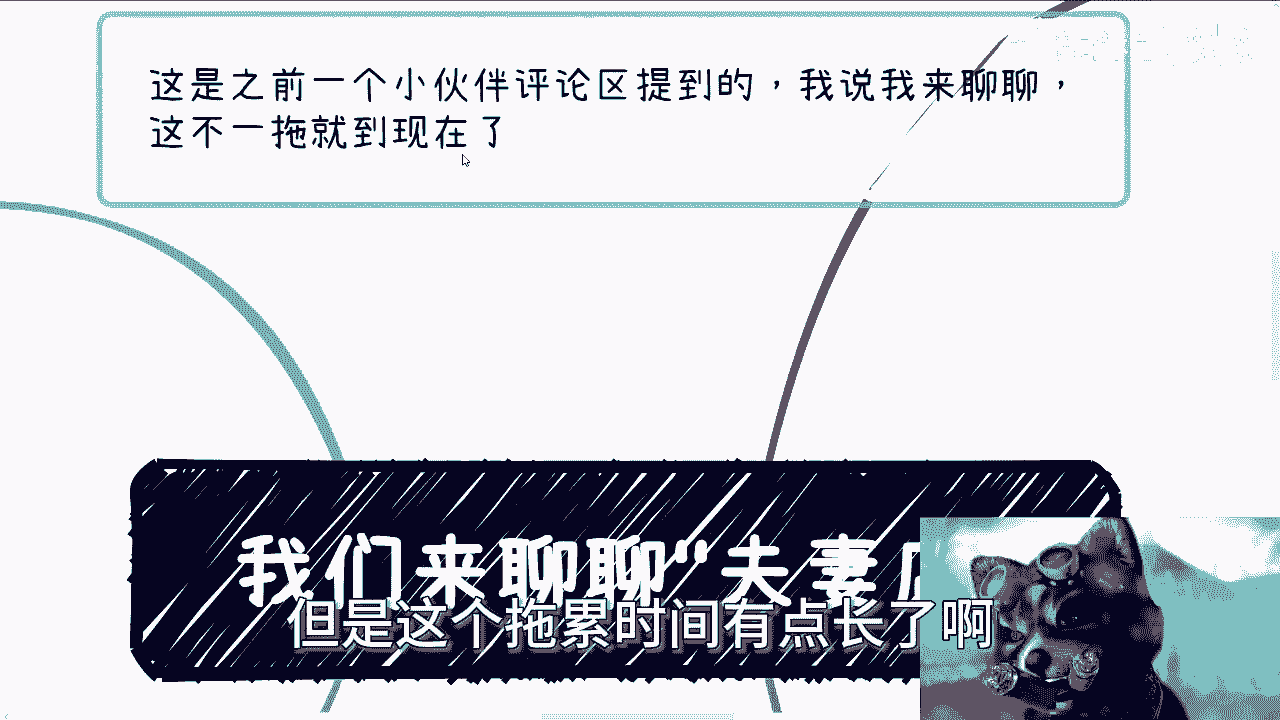 这是之前一个小伙伴评论区提到的，我说我来聊聊，
这不一拖就到现在了
我们来聊聊“夫妻
但是这个拖累时间有点长了啊